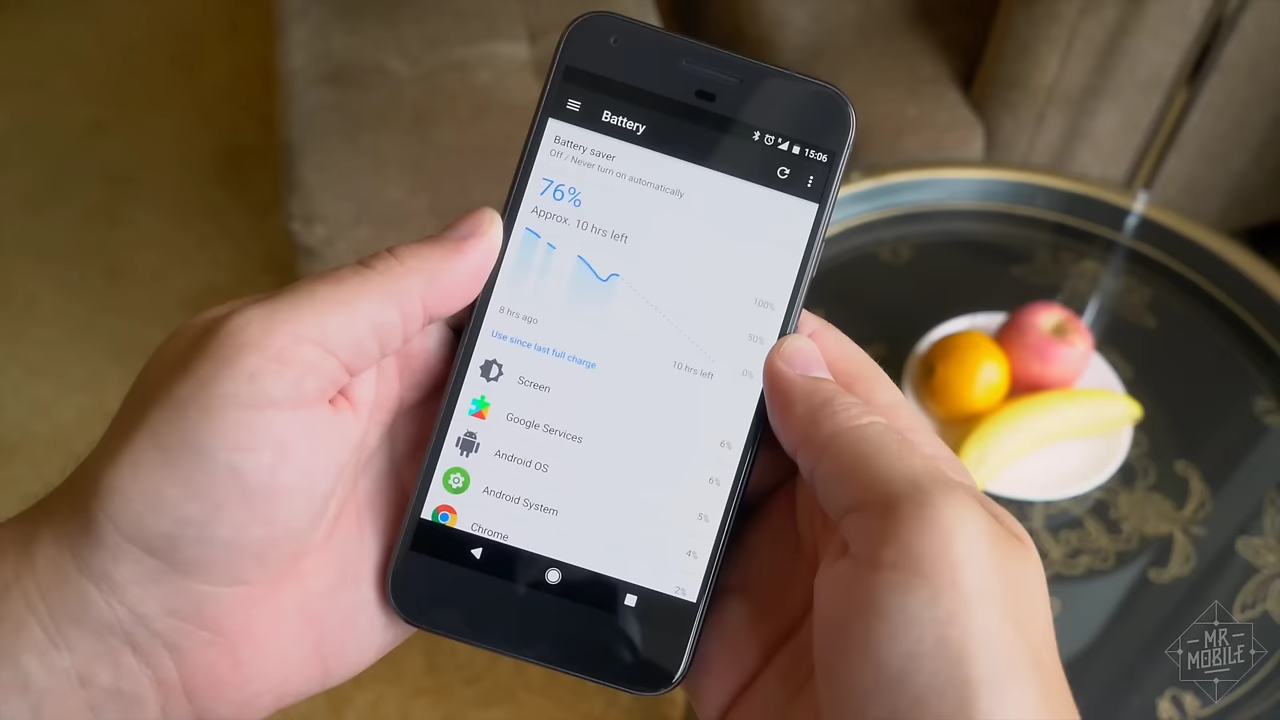 Battery
15:06
Battery saver
Off / Never turn on automatically
76%
Approx. 10 hrs left
100%
50%
0%
8 hrs ago
10 hrs left
Use since last full charge
Screen
6%
Google Services
6%
Android OS
5%
Android System
4%
Chrome
2%
MR
MOBILE